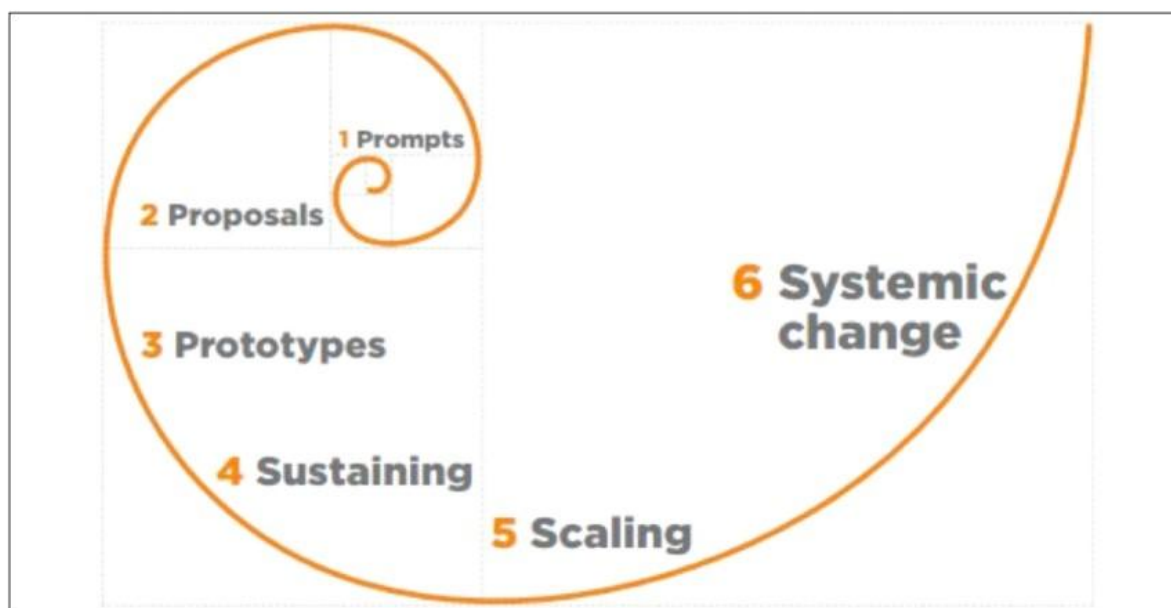 1 Prompts
2 Proposals
3 Prototypes
4 Sustaining
5 Scaling
6 Systemic
change